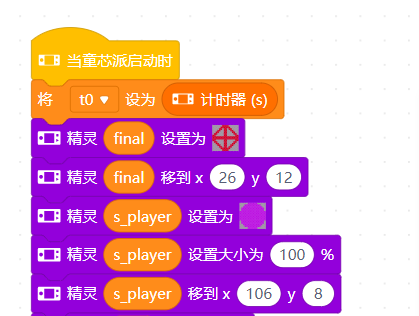 当童芯派启动时
将 t0 设为 计时器 (s)
精灵 final 设置为
精灵 final 移到 x 26 y 12
精灵 s_player 设置为
精灵 s_player 设置大小为 100 %
精灵 s_player 移到 x 106 y 8